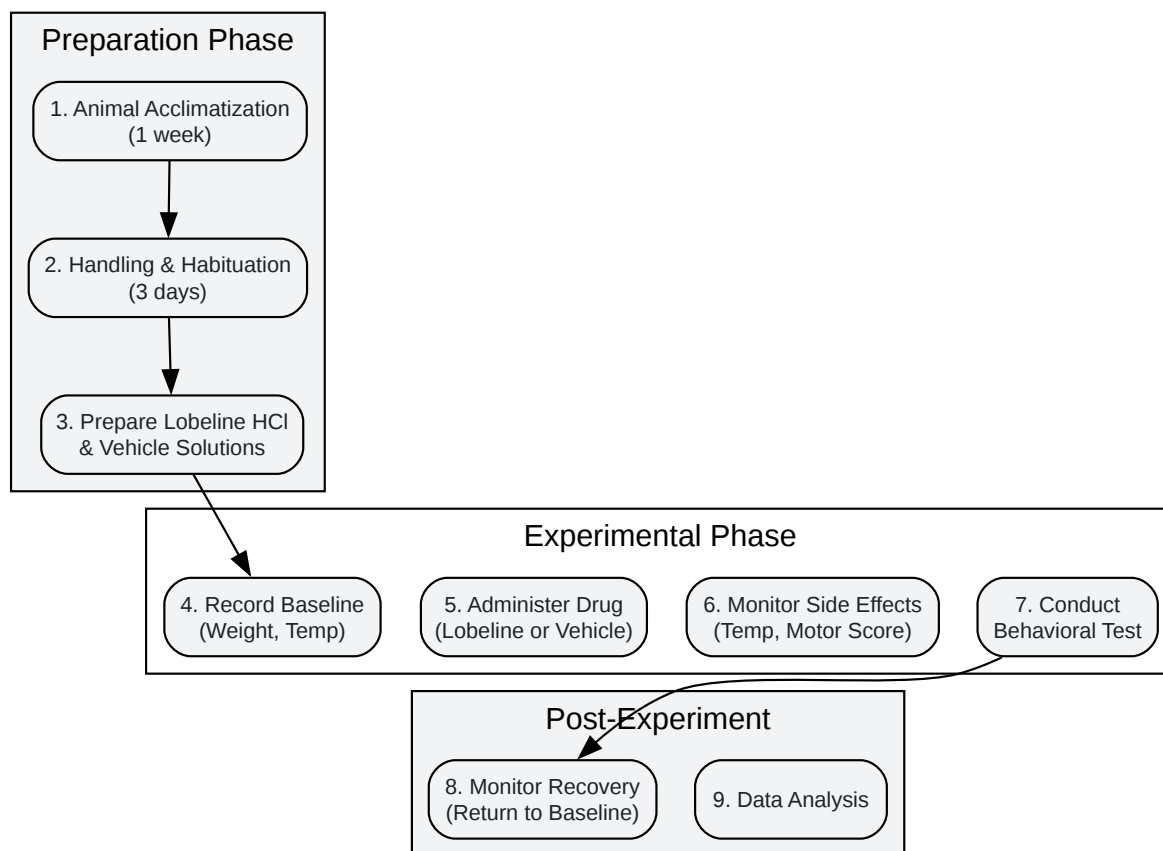 Preparation Phase
1. Animal Acclimatization
(1 week)
2. Handling & Habituation
(3 days)
3. Prepare Lobeline HCl
& Vehicle Solutions
Experimental Phase
4. Record Baseline
(Weight, Temp)
5. Administer Drug
(Lobeline or Vehicle)
6. Monitor Side Effects
(Temp, Motor Score)
7. Conduct
Behavioral Test
Post-Experiment
8. Monitor Recovery
(Return to Baseline)
9. Data Analysis